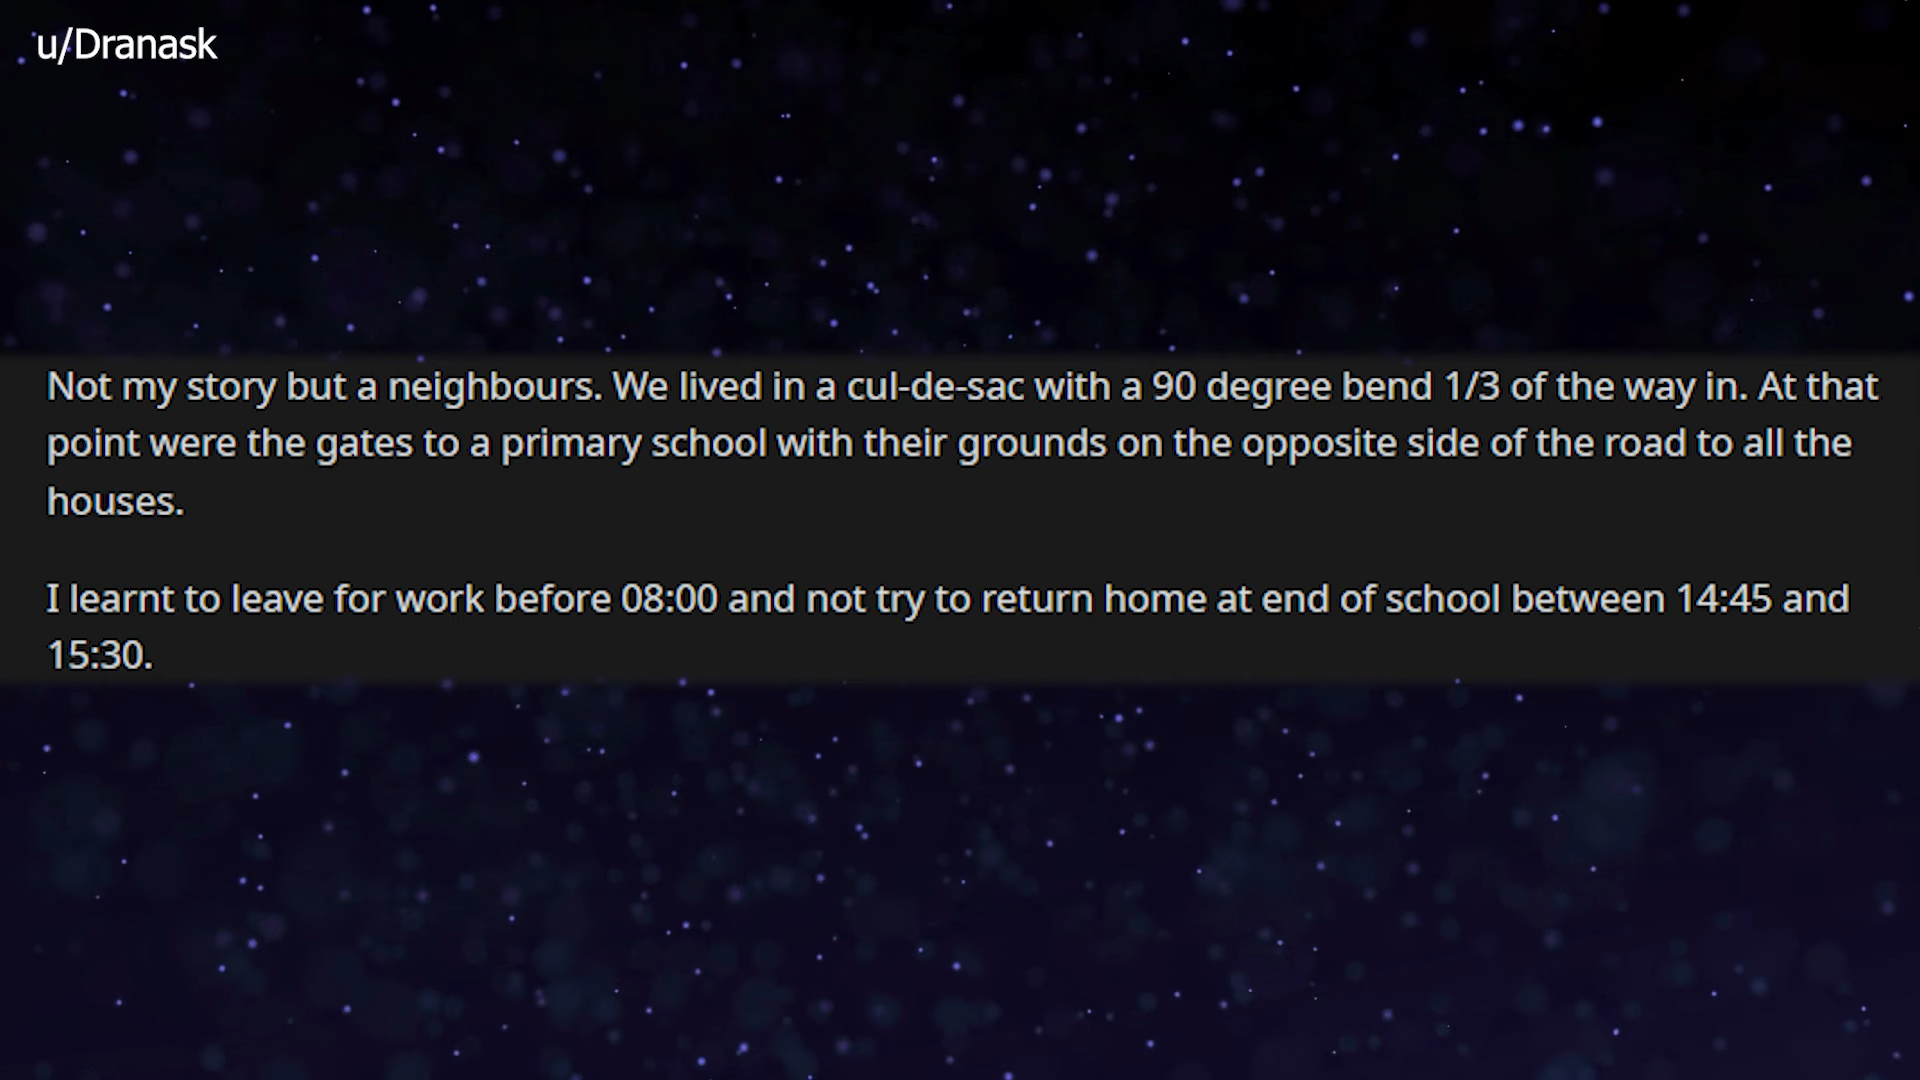 u/Dranask
Not my story but a neighbours. We lived in a cul-de-sac with a 90 degree bend 1/3 of the way in. At that
point were the gates to a primary school with their grounds on the opposite side of the road to all the
houses.
I learnt to leave for work before 08:00 and not try to return home at end of school between 14:45 and
15:30.